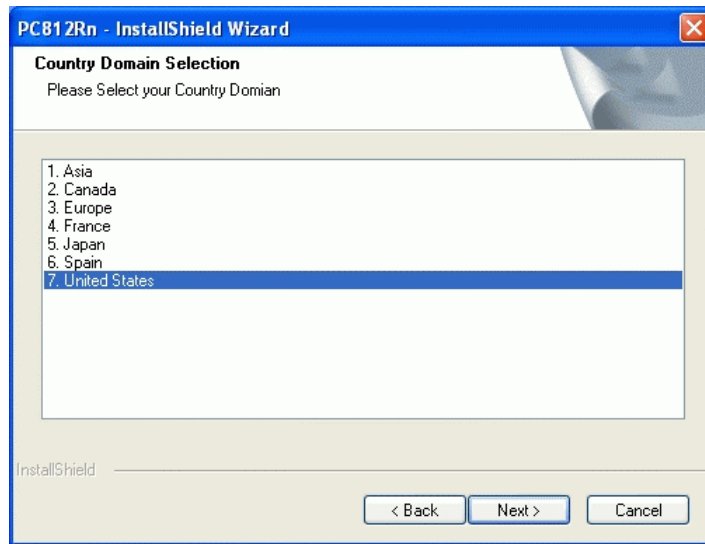 PC812Rn - InstallShield Wizard
Country Domain Selection
Please Select your Country Domian
1. Asia
2. Canada
3. Europe
4. France
5. Japan
6. Spain
7. United States
InstallShield
< Back Next > Cancel